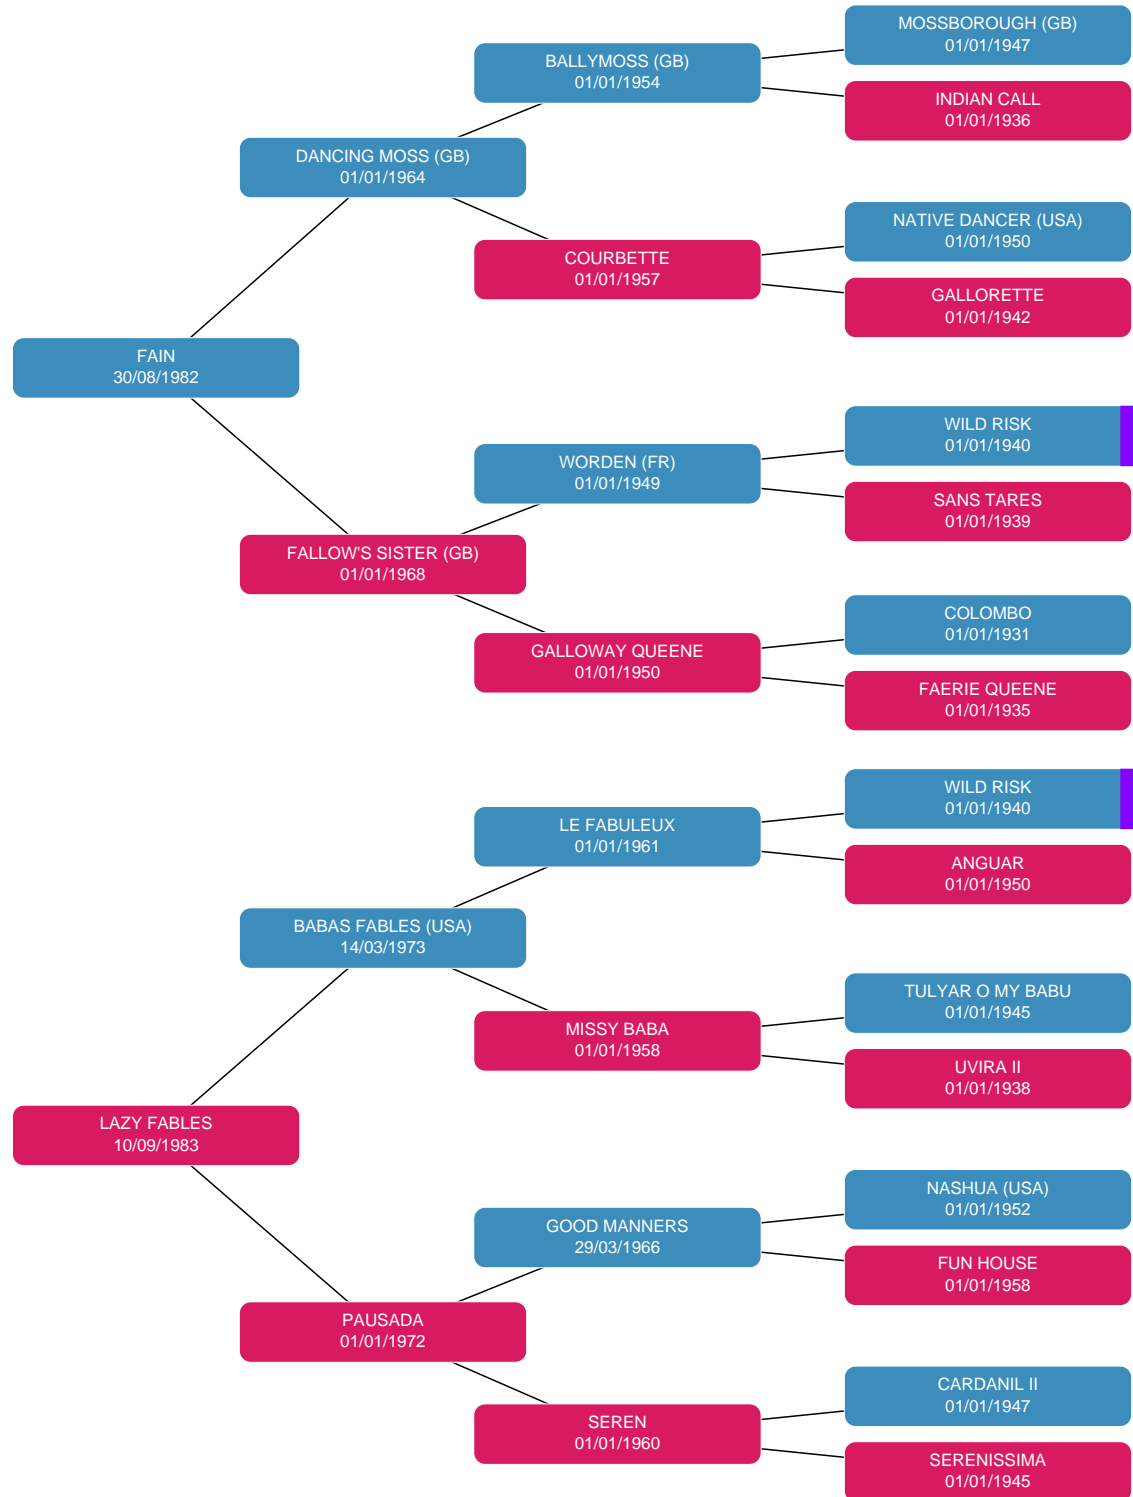 MOSSBOROUGH (GB)
01/01/1947
BALLYMOSS (GB)
01/01/1954
INDIAN CALL
01/01/1936
DANCING MOSS (GB)
01/01/1964
NATIVE DANCER (USA)
01/01/1950
COURBETTE
01/01/1957
GALLORETTE
01/01/1942
FAIN
30/08/1982
WILD RISK
01/01/1940
WORDEN (FR)
01/01/1949
SANS TARES
01/01/1939
FALLOW'S SISTER (GB)
01/01/1968
COLOMBO
01/01/1931
GALLOWAY QUEENE
01/01/1950
FAERIE QUEENE
01/01/1935
WILD RISK
01/01/1940
LE FABULEUX
01/01/1961
ANGUAR
01/01/1950
BABAS FABLES (USA)
14/03/1973
TULYAR O MY BABU
01/01/1945
MISSY BABA
01/01/1958
UVIRA II
01/01/1938
LAZY FABLES
10/09/1983
NASHUA (USA)
01/01/1952
GOOD MANNERS
29/03/1966
FUN HOUSE
01/01/1958
PAUSADA
01/01/1972
CARDANIL II
01/01/1947
SEREN
01/01/1960
SERENISSIMA
01/01/1945